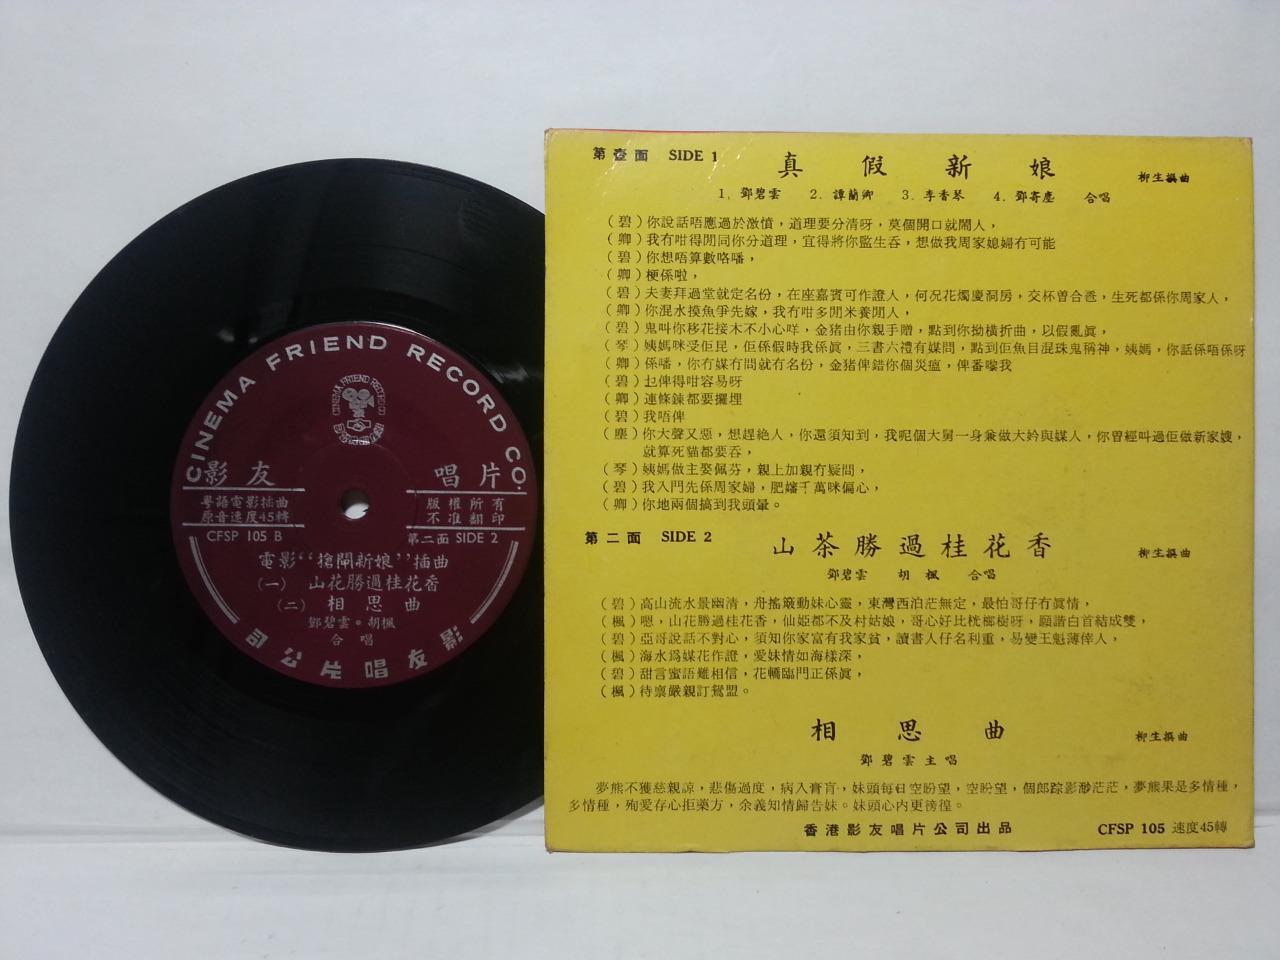 CINEMA FRIEND RECORD CO.
CINEMA FRIEND RECORD CO
影友 唱片
粵語電影插曲
原音速度45轉
版權所有
不准翻印
CFSP 105 B
第二面 SIDE 2
電影“搶鬧新娘”插曲
(一) 山花勝過桂花香
(二) 相思曲
鄧碧雲。胡楓
合唱
影友唱片公司
第壹面 SIDE 1
真假新娘
柳生撰曲
1. 鄧碧雲 2. 譚蘭卿 3. 李香琴 4. 鄧寄塵 合唱
(碧)你說話唔應過於激憤，道理要分清呀，莫個開口就鬧人，
(卿)我冇咁得閒同你分道理，宜得將你監生吞，想做我周家媳婦冇可能
(碧)你想唔算數咯噃，
(卿)梗係啦，
(碧)夫妻拜過堂就定名份，在座嘉賓可作證人，何況花燭慶洞房，交杯曾合卺，生死都係你周家人，
(卿)你混水摸魚爭先嫁，我冇咁多閒米養閒人，
(碧)鬼叫你移花接木不小心咩，金猪由你親手贈，點到你拗橫折曲，以假亂眞，
(琴)姨媽咪受佢民，佢係假時我係眞，三書六禮有媒問，點到佢魚目混珠鬼稱神，姨媽，你話係唔係呀
(卿)係噃，你冇媒冇問就冇名份，金猪俾錯你個災瘟，俾番嚟我
(碧)乜俾得咁容易呀
(卿)連條鍊都要攞埋
(碧)我唔俾
(塵)你大聲又惡，想趕絶人，你還須知到，我呢個大舅一身兼做大妗與媒人，你曾經叫過佢做新家嫂，
就算死貓都要吞，
(琴)姨媽做主娶佩芬，親上加親冇疑問，
(碧)我入門先係周家婦，肥嬸千萬咪偏心，
(卿)你地兩個搞到我頭暈。
第二面 SIDE 2
山茶勝過桂花香
柳生撰曲
鄧碧雲 胡楓 合唱
(碧)高山流水景幽清，舟搖簸動妹心靈，東灣西泊茫無定，最怕哥仔冇眞情，
(楓)嗯，山花勝過桂花香，仙姬都不及村姑娘，哥心好比桄榔樹呀，願諧白首結成雙，
(碧)亞哥說話不對心，須知你家富有我家貧，讀書人仔名利重，易變王魁薄倖人，
(楓)海水爲媒花作證，愛妹情如海樣深，
(碧)甜言蜜語難相信，花轎臨門正係眞，
(楓)待禀嚴親訂鴛盟。
相思曲
柳生撰曲
鄧碧雲主唱
夢熊不獲慈親諒，悲傷過度，病入膏肓，妹頭每日空盼望，空盼望，個郎踪影渺茫茫，夢熊果是多情種，
多情種，殉愛存心拒藥方，余義知情歸告妹。妹頭心內更徬徨。
香港影友唱片公司出品
CFSP 105 速度45轉